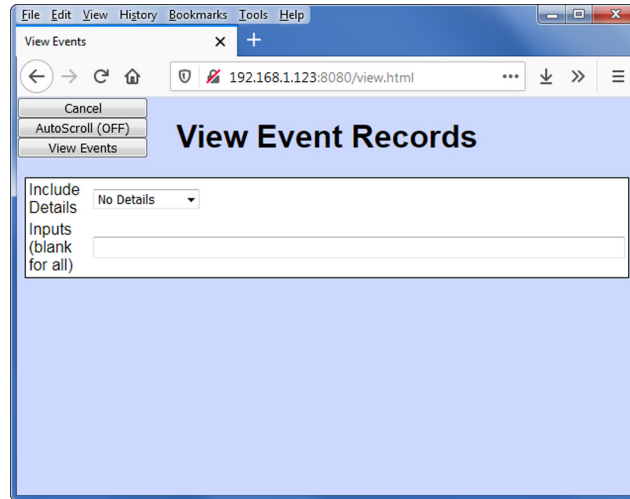 File Edit View History Bookmarks Tools Help
View Events
192.168.1.123:8080/view.html
Cancel
AutoScroll (OFF)
View Events
View Event Records
Include
Details
No Details
Inputs
(blank
for all)